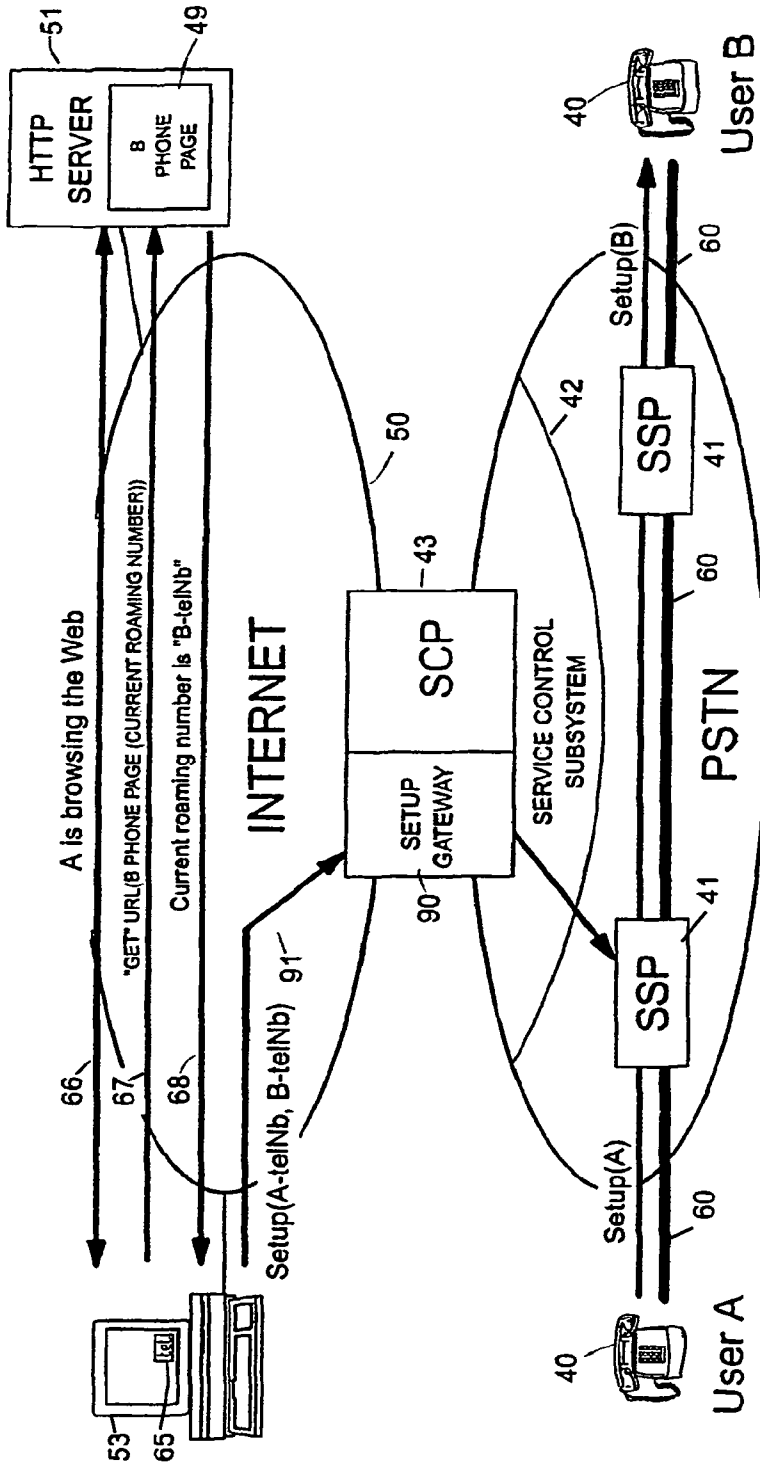 51
HTTP
SERVER
49
B
PHONE
PAGE
A is browsing the Web
66
"GET" URL(B PHONE PAGE (CURRENT ROAMING NUMBER))
67
Current roaming number is "B-telNb"
68
53
65
tel
Setup(A-telNb, B-telNb)
91
INTERNET
50
SETUP
GATEWAY
90
SCP
43
SERVICE CONTROL
SUBSYSTEM
42
Setup(A)
Setup(B)
40
User A
60
SSP
41
60
SSP
41
60
40
User B
PSTN